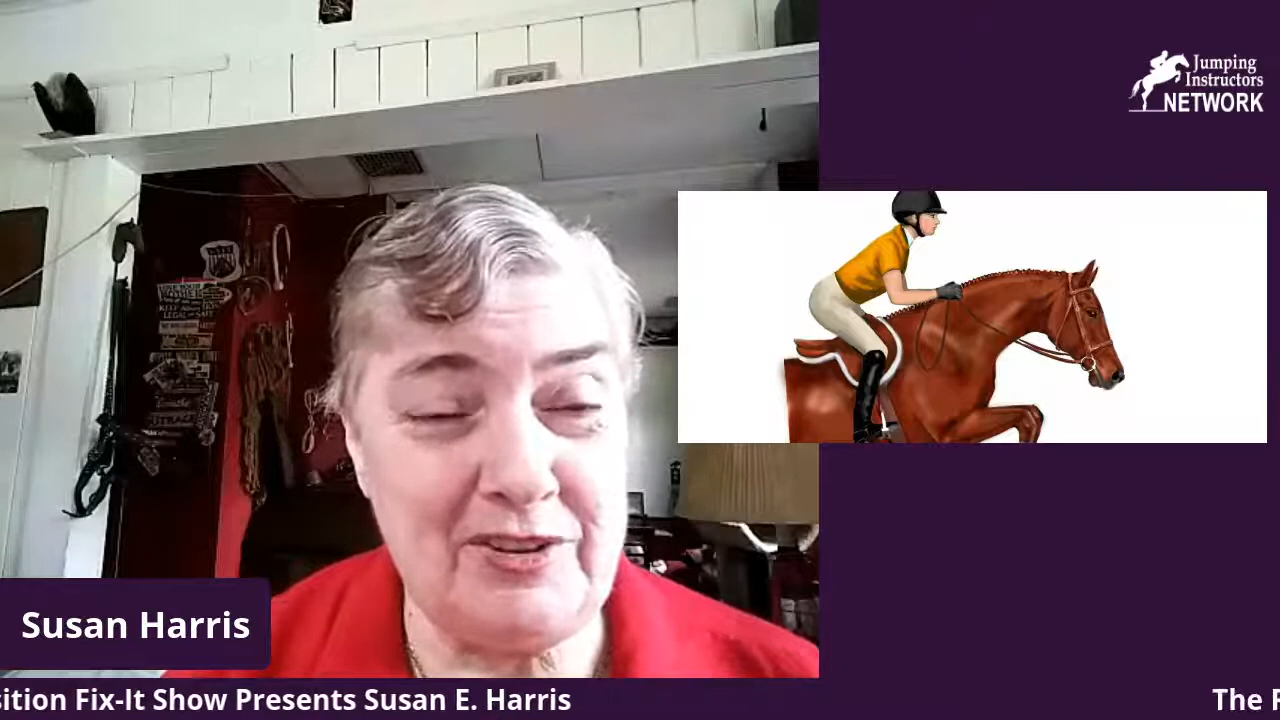 Jumping
Instructors
NETWORK
Susan Harris
sition Fix-It Show Presents Susan E. Harris
The